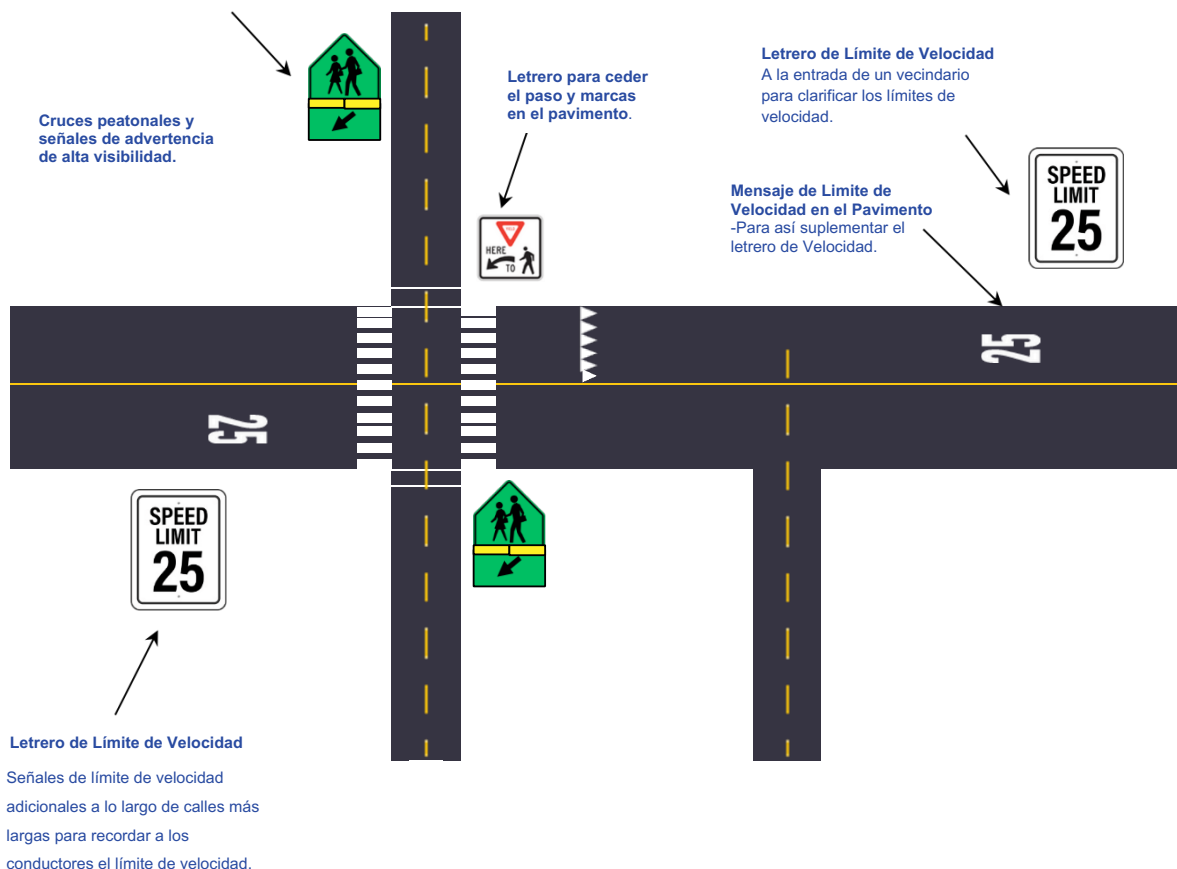 Cruces peatonales y
señales de advertencia
de alta visibilidad.
Letrero para ceder
el paso y marcas
en el pavimento.
Letrero de Límite de Velocidad
A la entrada de un vecindario
para clarificar los límites de
velocidad.
SPEED
LIMIT
25
Mensaje de Limite de
Velocidad en el Pavimento
-Para así suplementar el
letrero de Velocidad.
HERE
TO
25
25
SPEED
LIMIT
25
Letrero de Límite de Velocidad
Señales de límite de velocidad
adicionales a lo largo de calles más
largas para recordar a los
conductores el límite de velocidad.